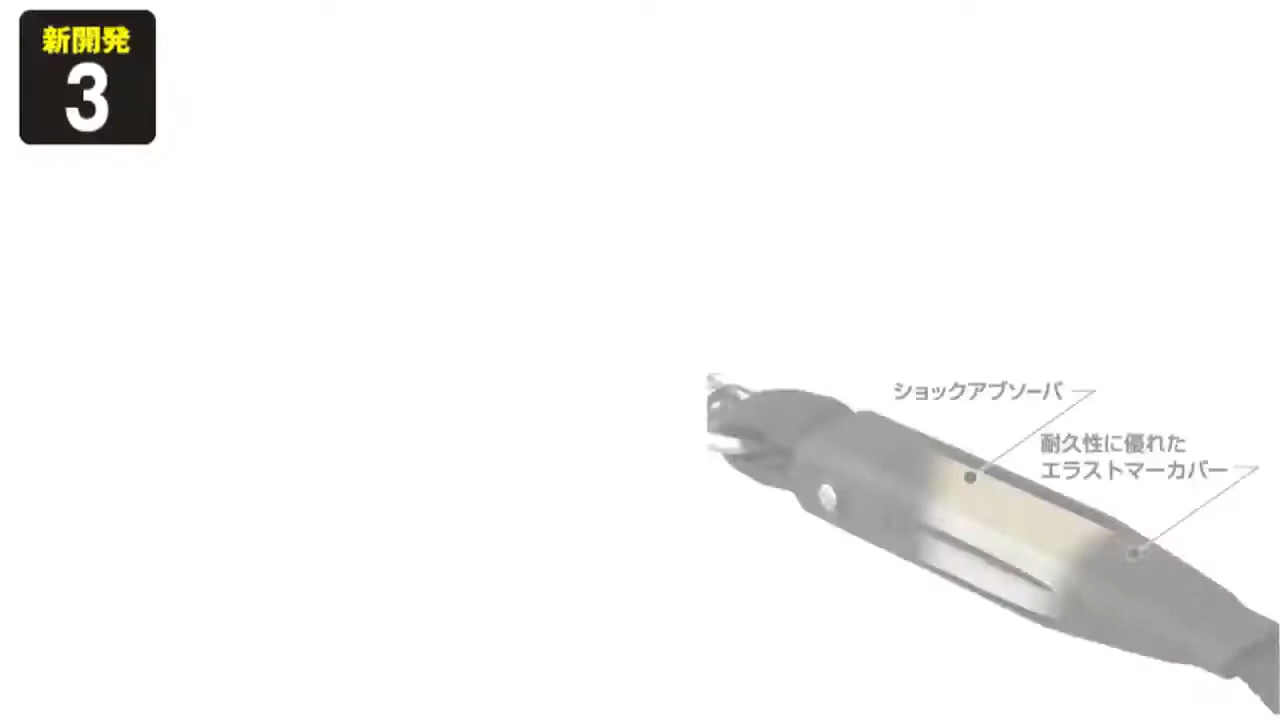 新開発
3
ショックアブソーバ
耐久性に優れた
エラストマーカバー